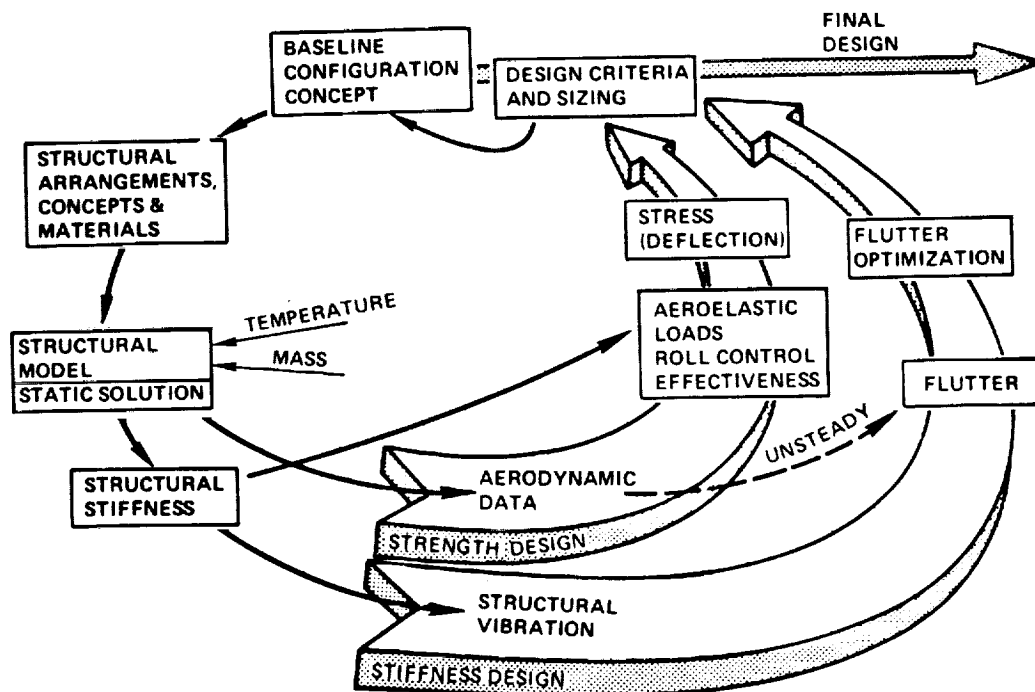 FINAL
DESIGN
BASELINE
CONFIGURATION
CONCEPT
DESIGN CRITERIA
AND SIZING
STRUCTURAL
ARRANGEMENTS,
CONCEPTS &
MATERIALS
STRESS
(DEFLECTION)
FLUTTER
OPTIMIZATION
TEMPERATURE
MASS
STRUCTURAL
MODEL
STATIC SOLUTION
AEROELASTIC
LOADS
ROLL CONTROL
EFFECTIVENESS
FLUTTER
UNSTEADY
STRUCTURAL
STIFFNESS
AERODYNAMIC
DATA
STRENGTH DESIGN
STRUCTURAL
VIBRATION
STIFFNESS DESIGN